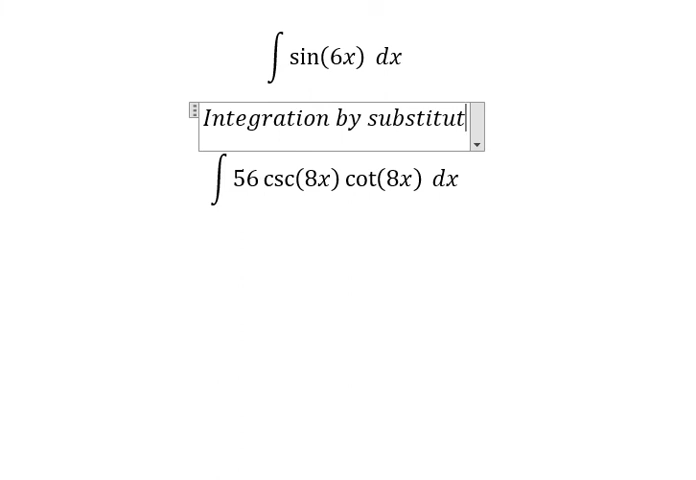 ∫ sin(6x) dx
Integration by substitut
∫ 56 csc(8x) cot(8x) dx